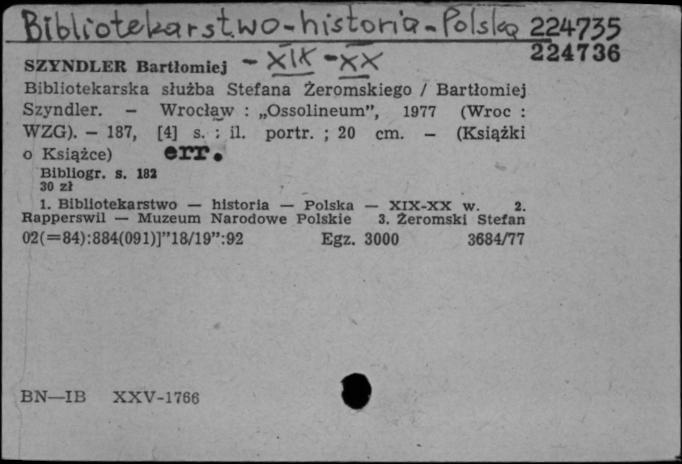 Bibliotekarstwo-historia-Polska 224735
224736
SZYNDLER Bartłomiej - XIX - XX
Bibliotekarska służba Stefana Żeromskiego / Bartłomiej
Szyndler. — Wrocław : „Ossolineum”, 1977 (Wroc :
WZG). — 187, [4] s. : il. portr. ; 20 cm. — (Książki
o Książce) err.
Bibliogr. s. 182
30 zł
1. Bibliotekarstwo — historia — Polska — XIX-XX w. 2.
Rapperswil — Muzeum Narodowe Polskie 3. Żeromski Stefan
02(=84):884(091)]”18/19”:92 Egz. 3000 3684/77
BN—IB XXV-1766